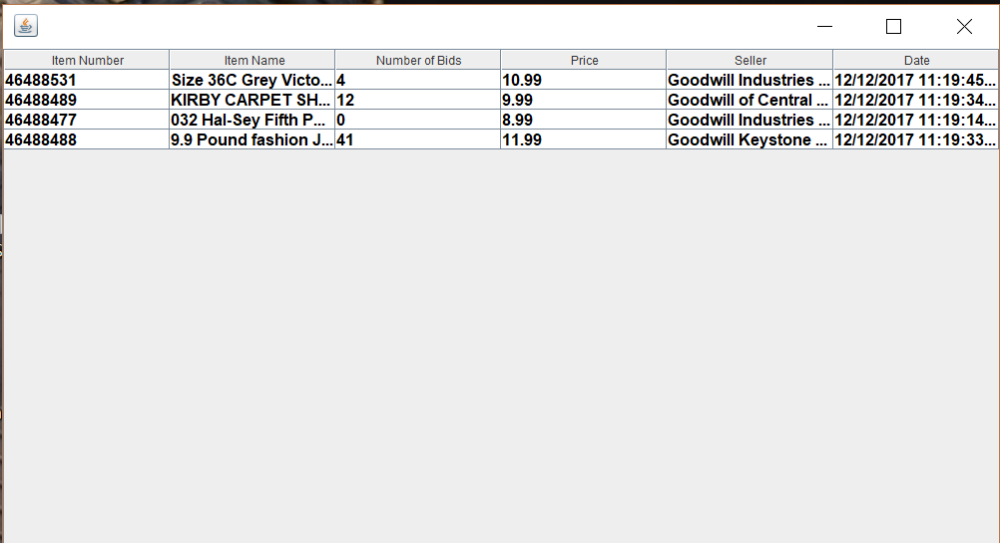 Item Number Item Name Number of Bids Price Seller Date
46488531 Size 36C Grey Victo... 4 10.99 Goodwill Industries ... 12/12/2017 11:19:45...
46488489 KIRBY CARPET SH... 12 9.99 Goodwill of Central ... 12/12/2017 11:19:34...
46488477 032 Hal-Sey Fifth P... 0 8.99 Goodwill Industries ... 12/12/2017 11:19:14...
46488488 9.9 Pound fashion J... 41 11.99 Goodwill Keystone ... 12/12/2017 11:19:33...